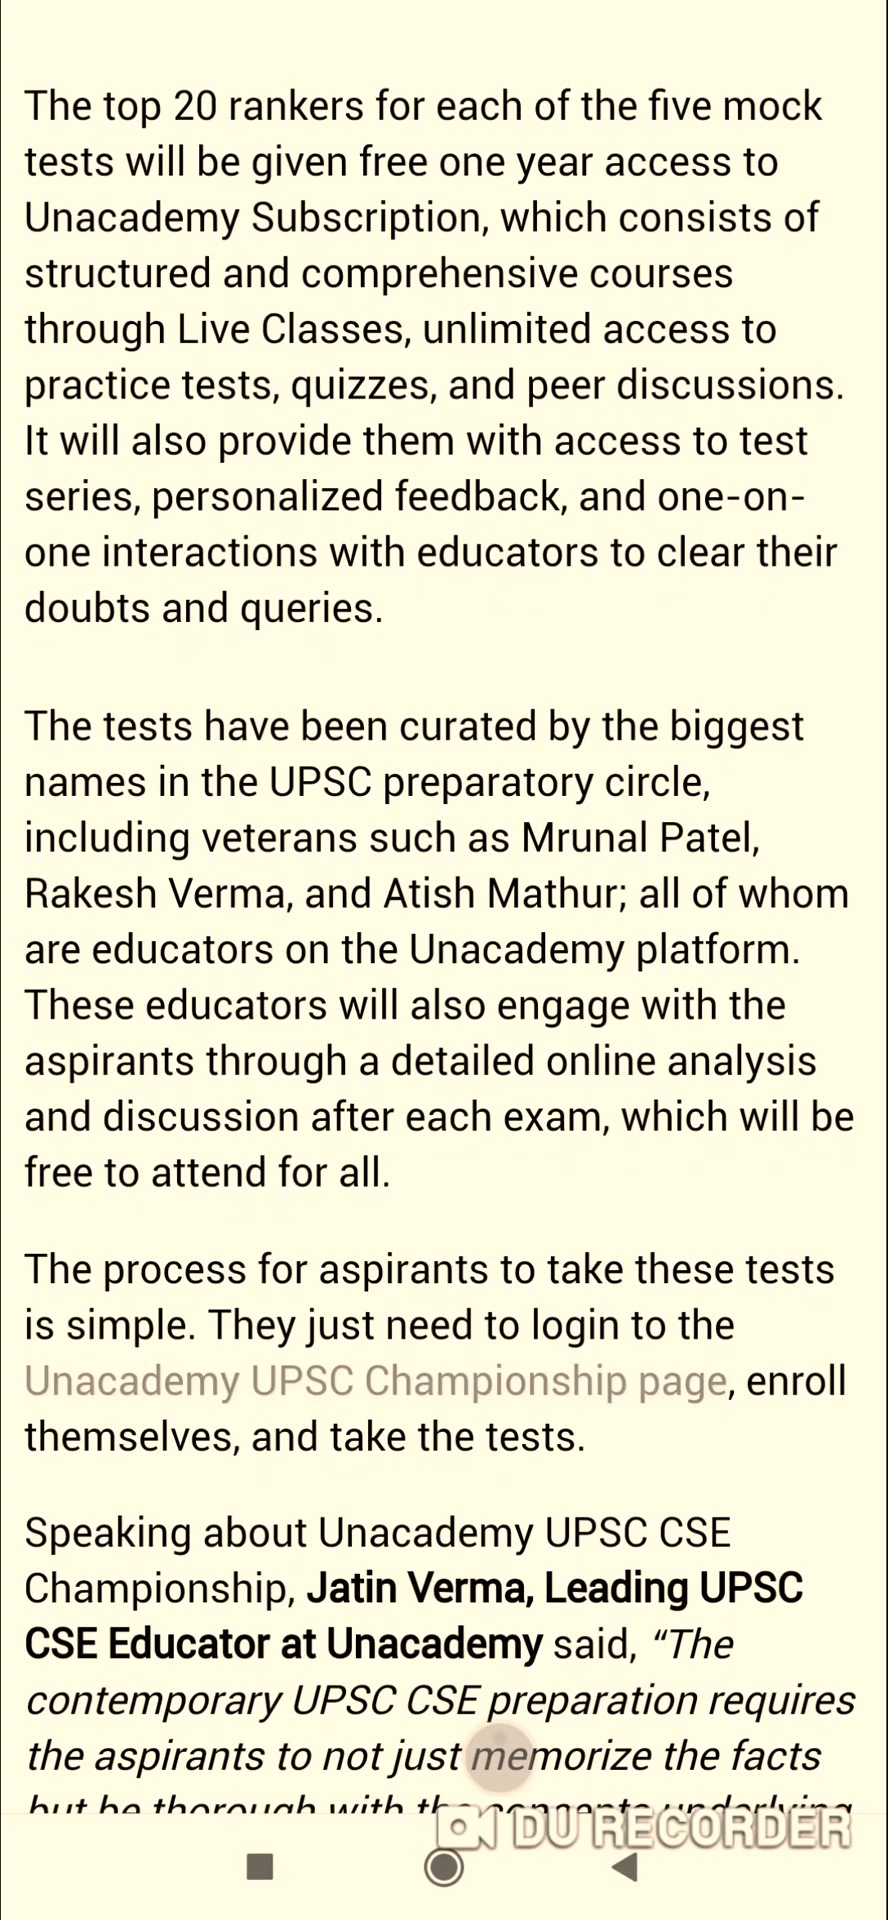 The top 20 rankers for each of the five mock
tests will be given free one year access to
Unacademy Subscription, which consists of
structured and comprehensive courses
through Live Classes, unlimited access to
practice tests, quizzes, and peer discussions.
It will also provide them with access to test
series, personalized feedback, and one-on-
one interactions with educators to clear their
doubts and queries.
The tests have been curated by the biggest
names in the UPSC preparatory circle,
including veterans such as Mrunal Patel,
Rakesh Verma, and Atish Mathur; all of whom
are educators on the Unacademy platform.
These educators will also engage with the
aspirants through a detailed online analysis
and discussion after each exam, which will be
free to attend for all.
The process for aspirants to take these tests
is simple. They just need to login to the
Unacademy UPSC Championship page, enroll
themselves, and take the tests.
Speaking about Unacademy UPSC CSE
Championship, Jatin Verma, Leading UPSC
CSE Educator at Unacademy said, “The
contemporary UPSC CSE preparation requires
the aspirants to not just memorize the facts
but be thorough with the concepts underlying
DU RECORDER